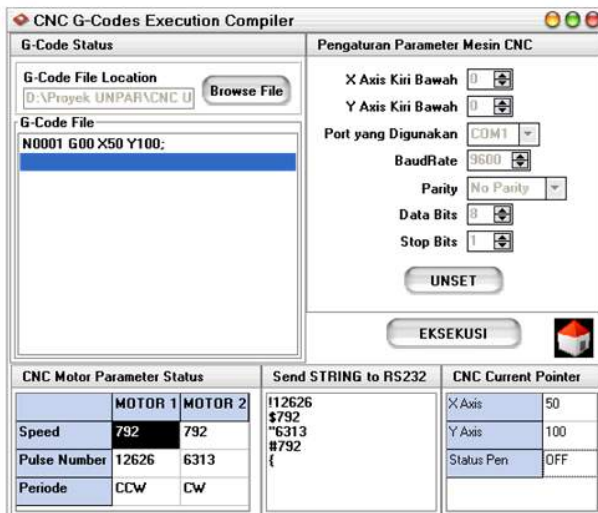 CNC G-Codes Execution Compiler
G-Code Status
G-Code File Location
D:\Proyek UNPAR\CNC U
Browse File
G-Code File
N0001 G00 X50 Y100;
Pengaturan Parameter Mesin CNC
X Axis Kiri Bawah 0
Y Axis Kiri Bawah 0
Port yang Digunakan COM1
BaudRate 9600
Parity No Parity
Data Bits 8
Stop Bits 1
UNSET
EKSEKUSI
CNC Motor Parameter Status
MOTOR 1 MOTOR 2
Speed 792 792
Pulse Number 12626 6313
Periode CCW CW
Send STRING to RS232
!12626
$792
"6313
#792
{
CNC Current Pointer
X Axis 50
Y Axis 100
Status Pen OFF